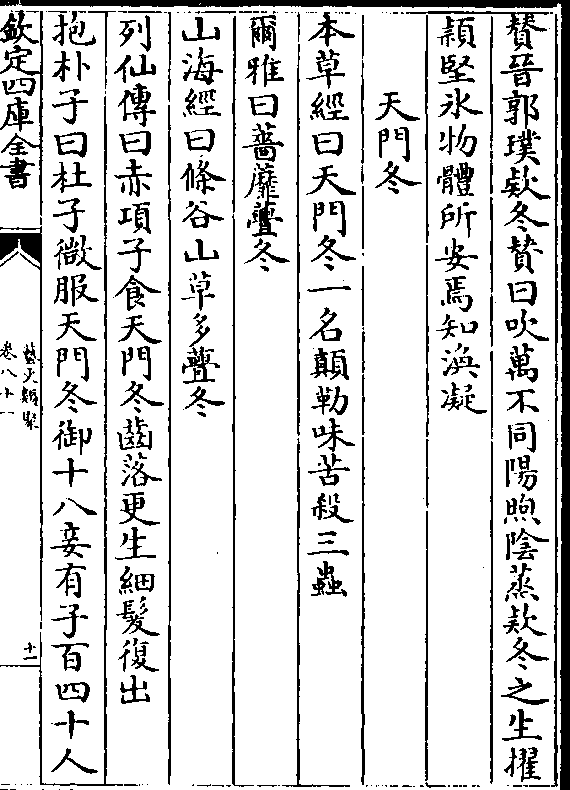 賛晉郭璞欵冬賛曰吹萬不同陽煦隂蒸欵冬之生擢
頴堅氷物體所安焉知渙凝
天門冬
本草經曰天門冬一名顛勒味苦殺三蟲
爾雅曰薔蘼虋冬
山海經曰條谷山草多虋冬
列仙傳曰赤項子食天門冬齒落更生細髮復出
抱朴子曰杜子微服天門冬御十八妾有子百四十人
欽定四庫全書
藝文類聚
卷八十一
十一